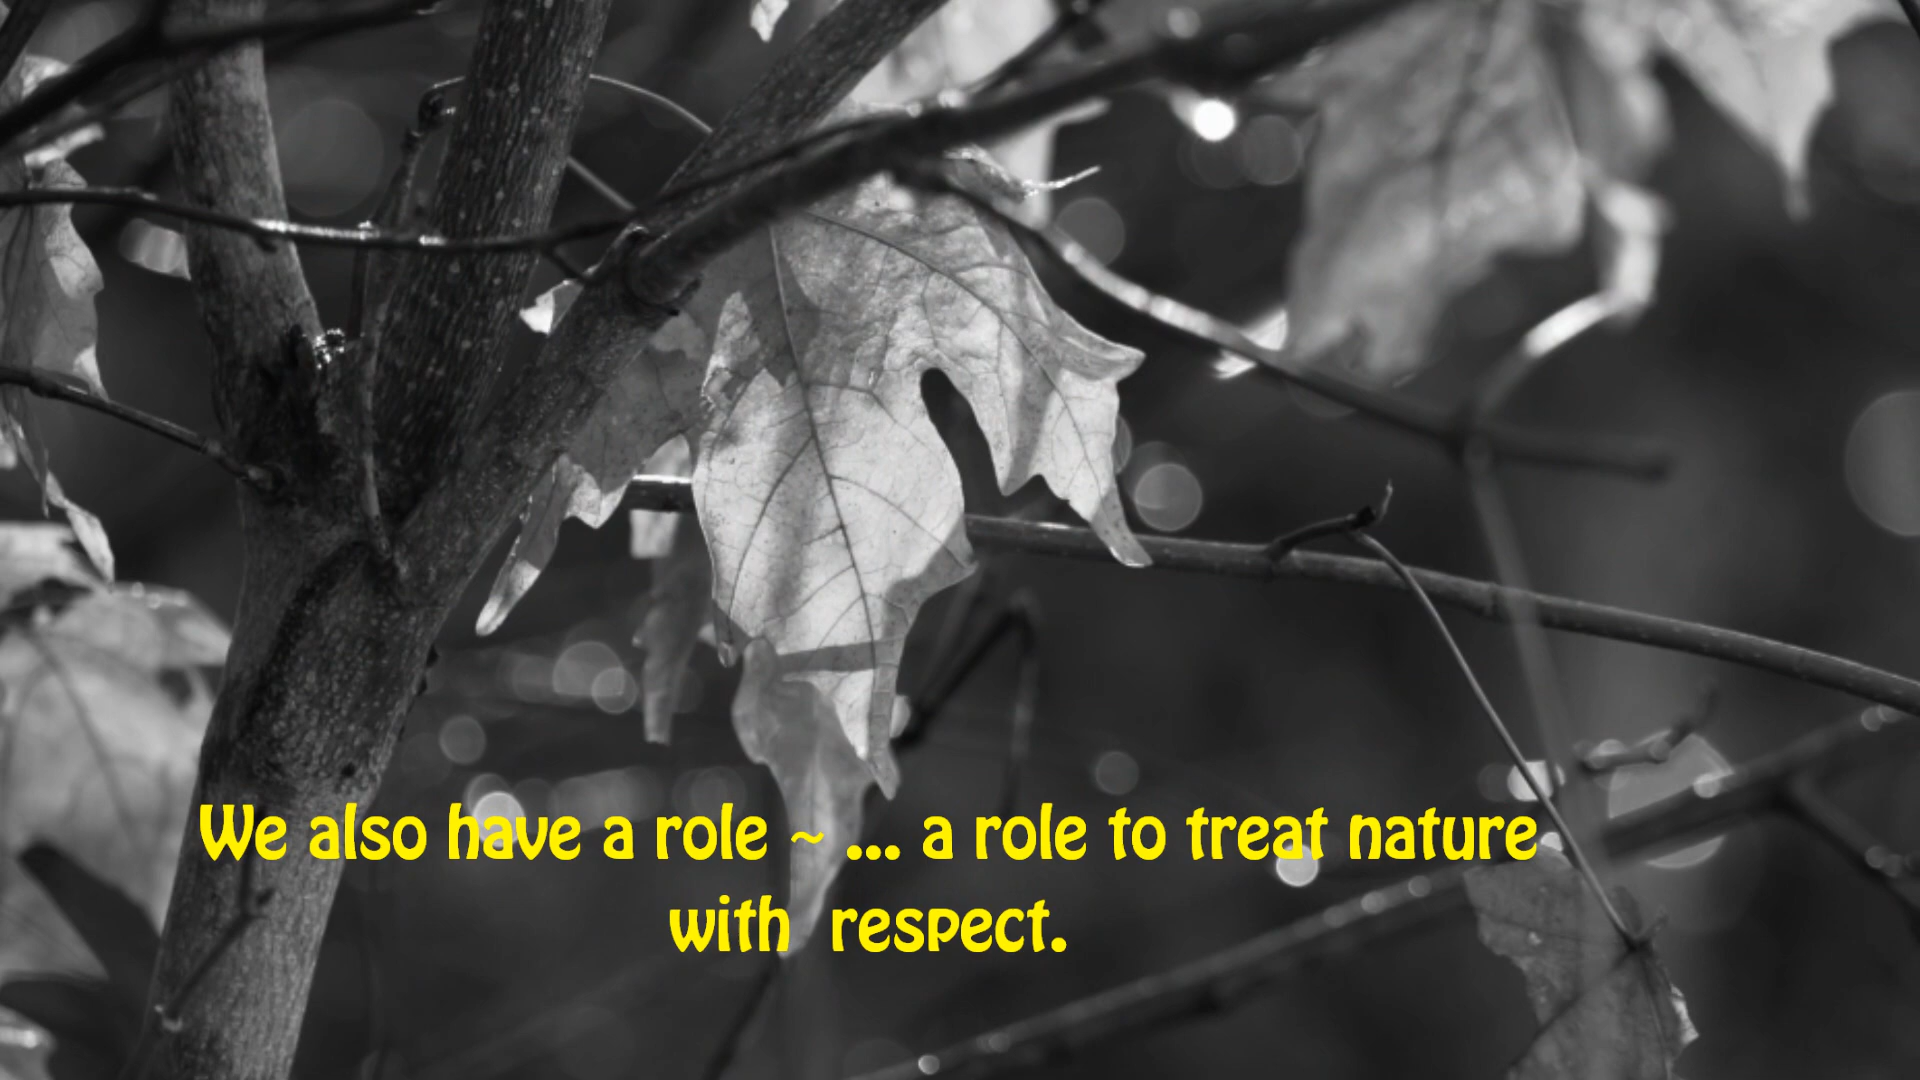 We also have a role ~ ... a role to treat nature
with  respect.